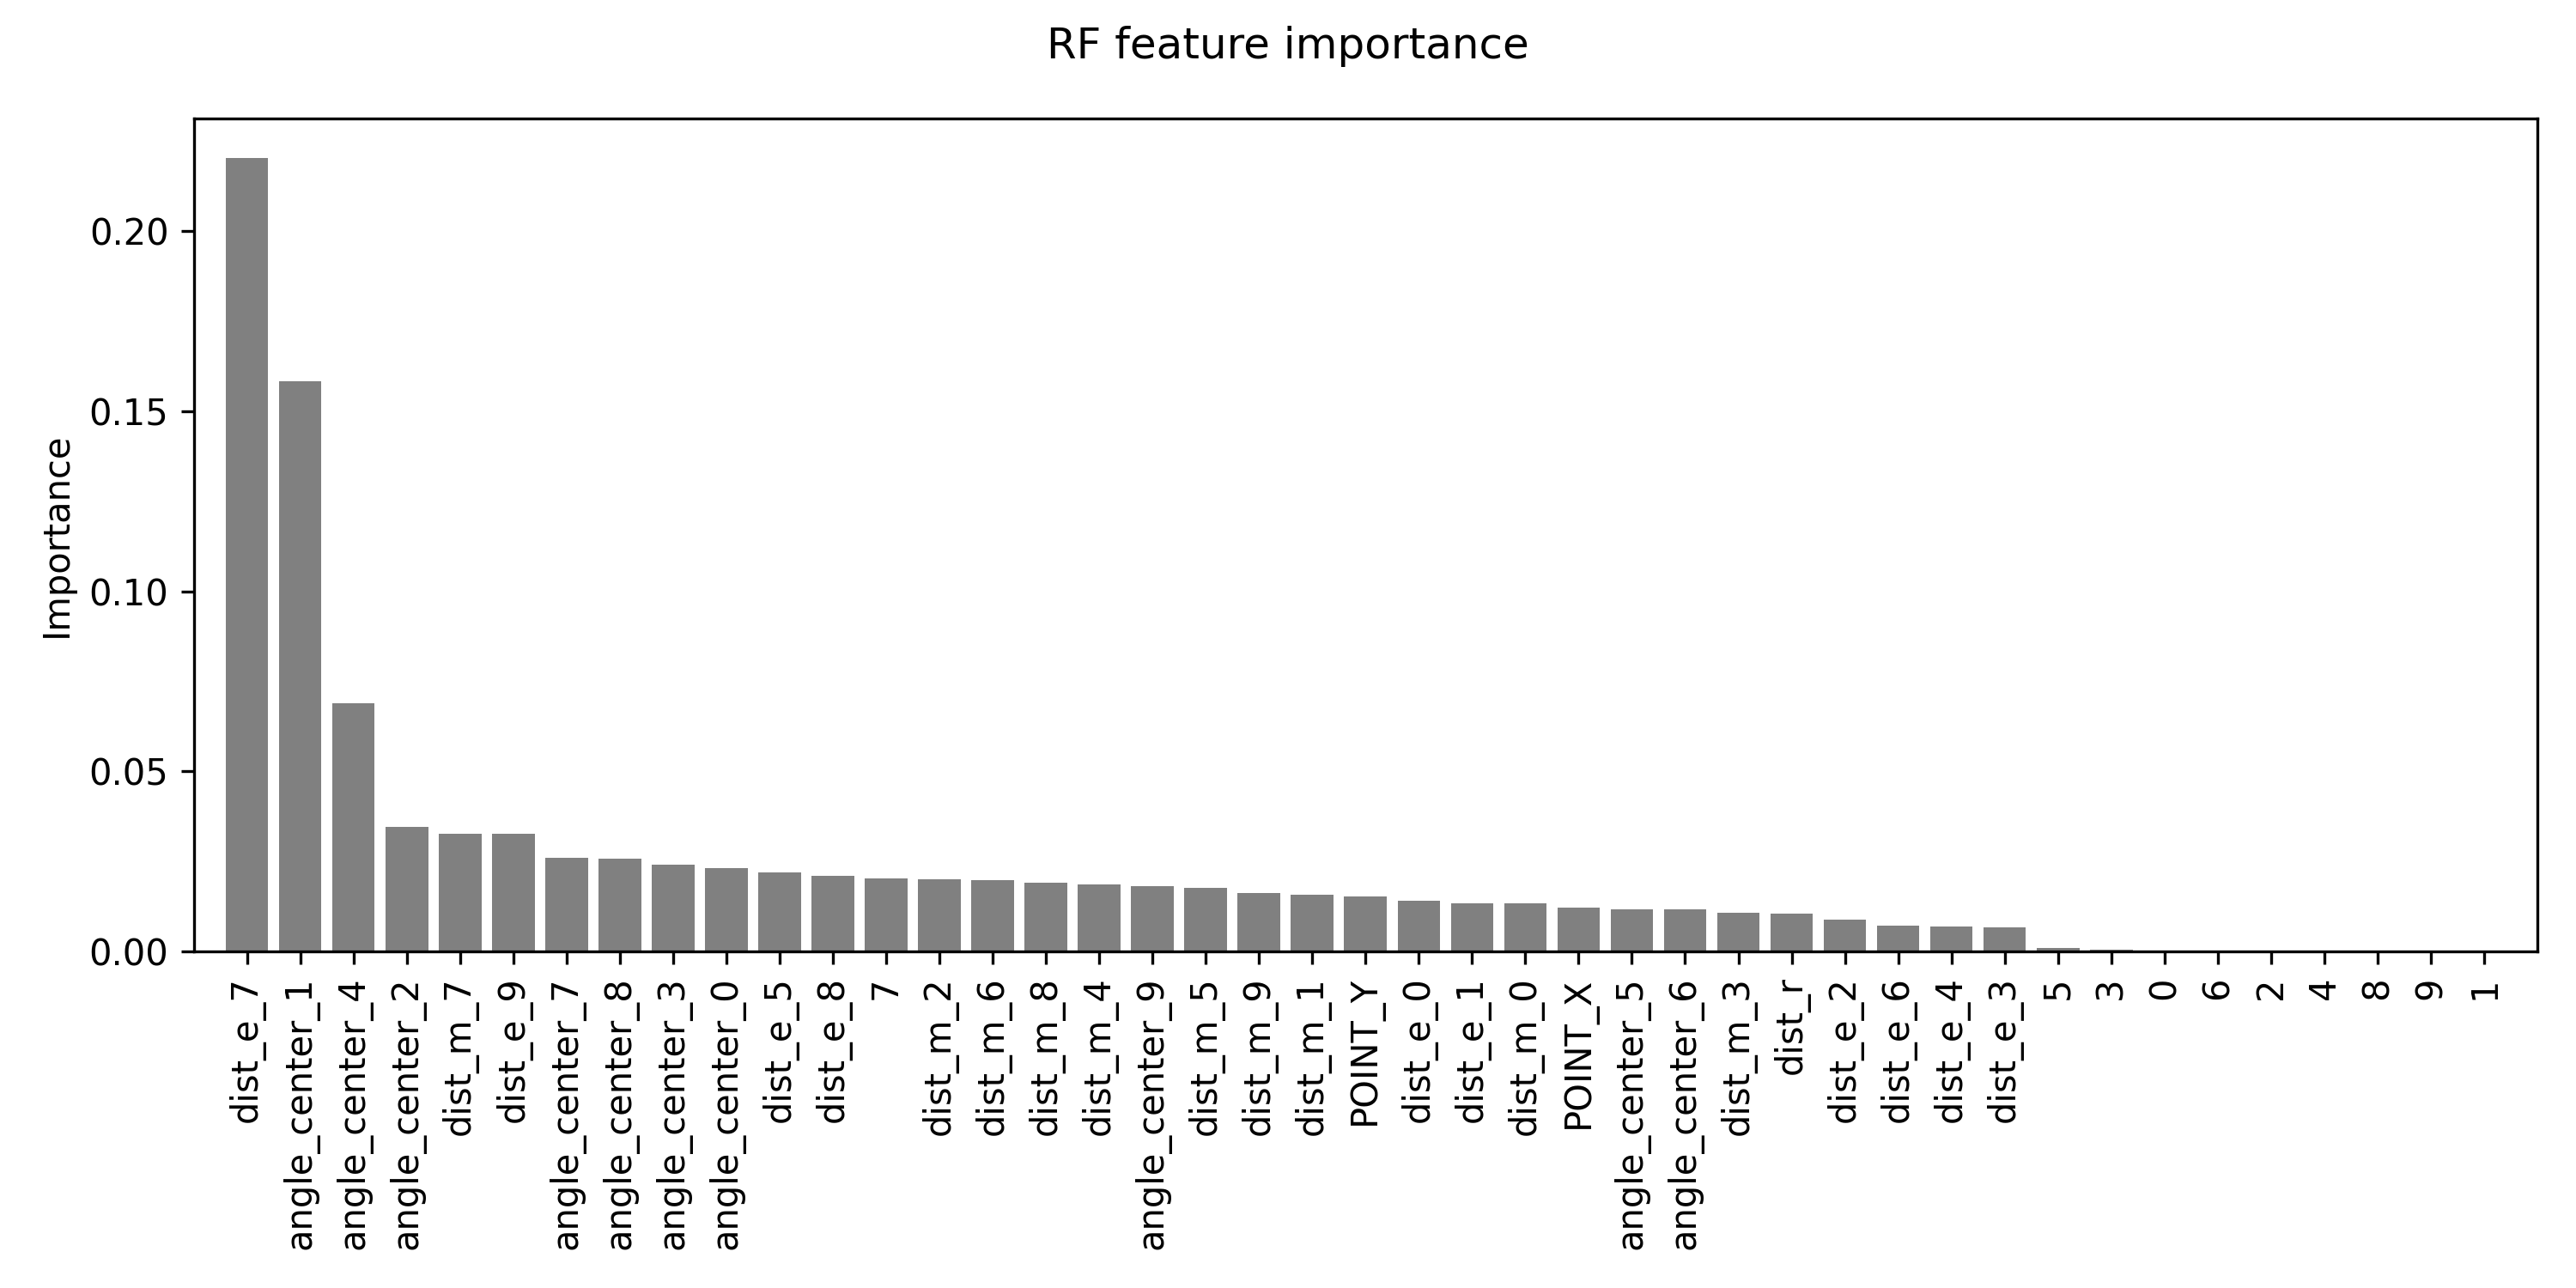 RF feature importance
Importance
0.20
0.15
0.10
0.05
0.00
dist_e_7
angle_center_1
angle_center_4
angle_center_2
dist_m_7
dist_e_9
angle_center_7
angle_center_8
angle_center_3
angle_center_0
dist_e_5
dist_e_8
7
dist_m_2
dist_m_6
dist_m_8
dist_m_4
angle_center_9
dist_m_5
dist_m_9
dist_m_1
POINT_Y
dist_e_0
dist_e_1
dist_m_0
POINT_X
angle_center_5
angle_center_6
dist_m_3
dist_r
dist_e_2
dist_e_6
dist_e_4
dist_e_3
5
3
0
6
2
4
8
9
1